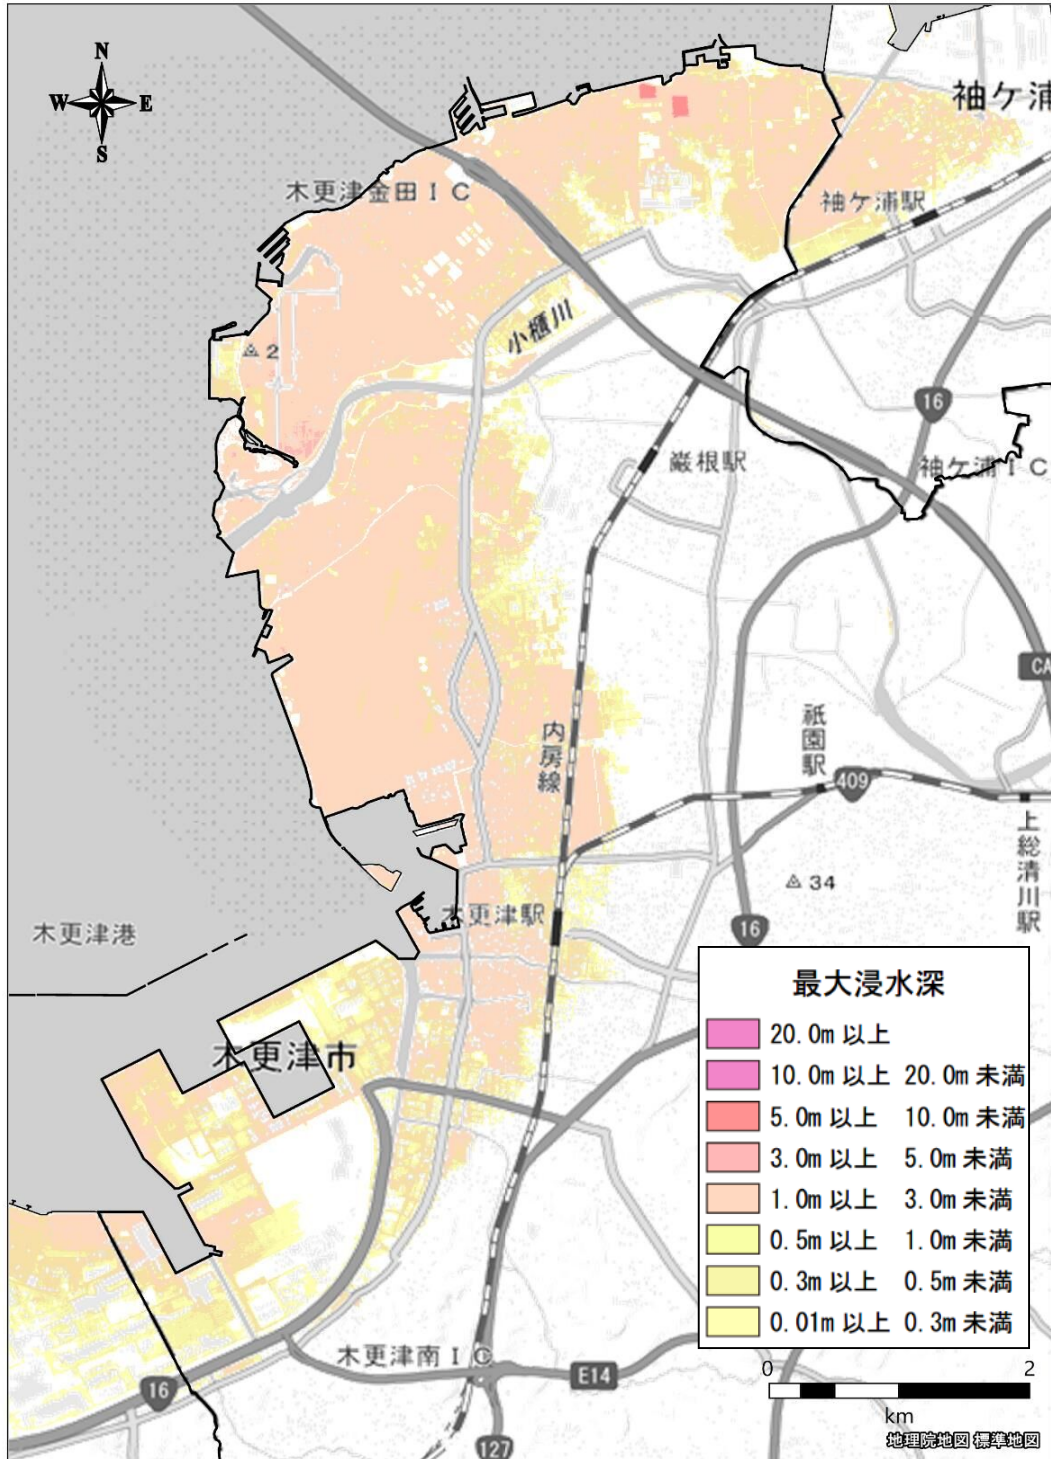 N
W E
S
袖ケ浦
木更津金田IC
袖ケ浦駅
小櫃川
2
16
巌根駅
袖ケ浦IC
CA
祇園駅
内房線
409
上総清川駅
34
木更津駅
16
木更津港
木更津市
最大浸水深
20.0m 以上
10.0m 以上 20.0m 未満
5.0m 以上 10.0m 未満
3.0m 以上 5.0m 未満
1.0m 以上 3.0m 未満
0.5m 以上 1.0m 未満
0.3m 以上 0.5m 未満
0.01m 以上 0.3m 未満
木更津南IC
E14
16
127
0 2
km
地理院地図 標準地図